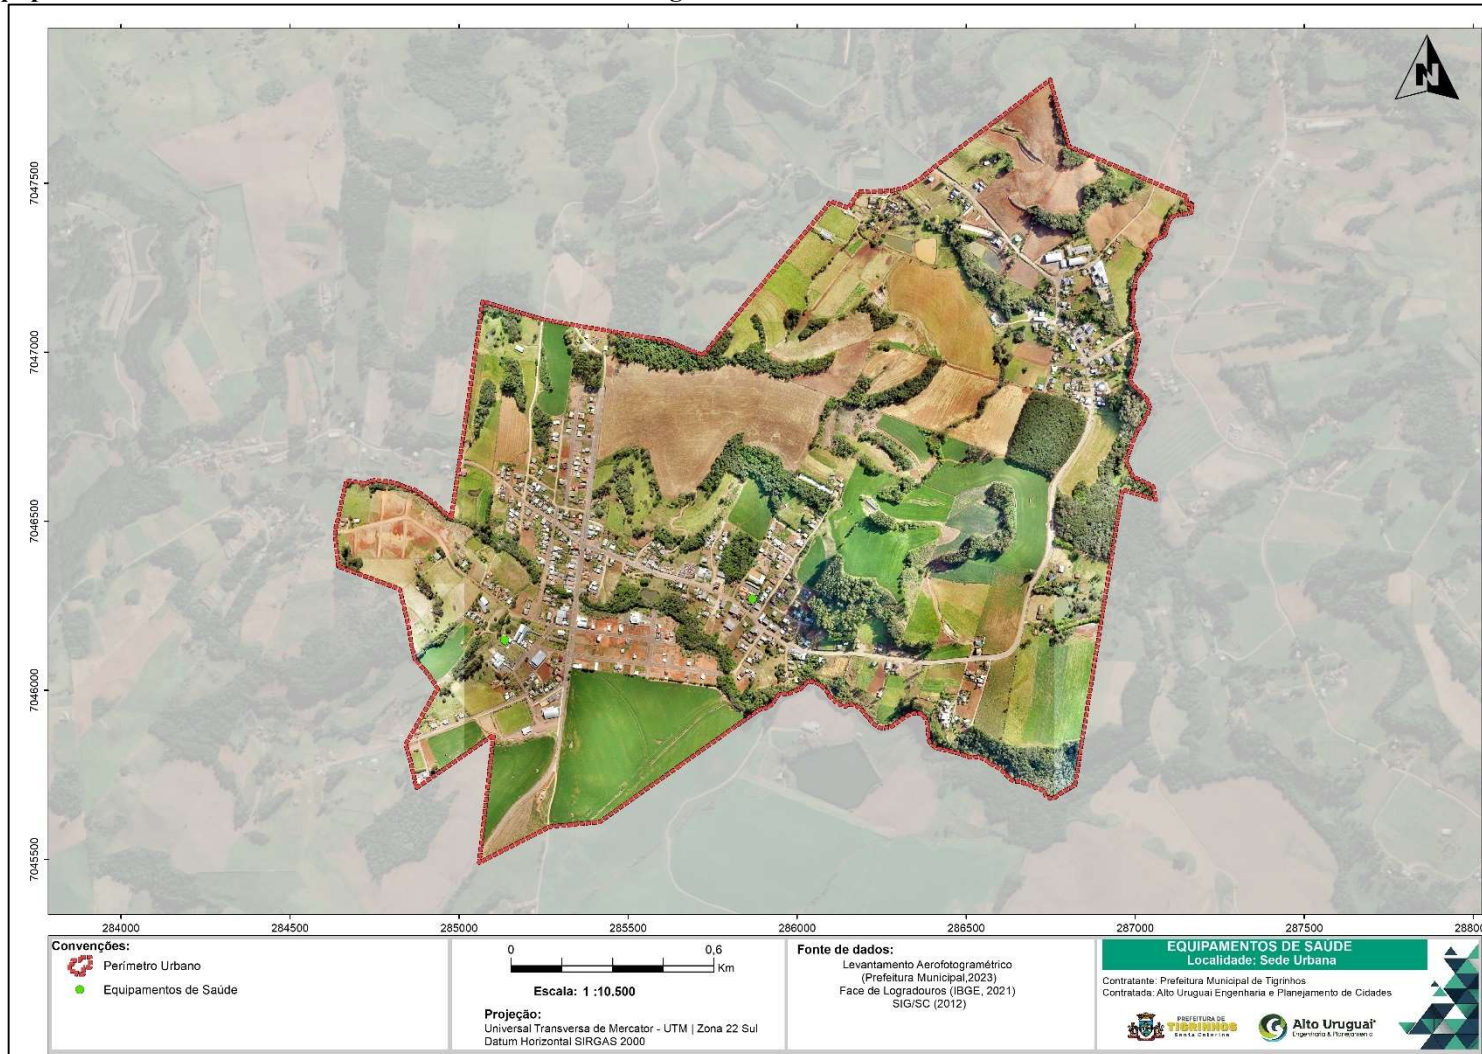 N
7047500
7047000
7046500
7046000
7045500
284000
284500
285000
285500
286000
286500
287000
287500
Convenções:
Perímetro Urbano
Equipamentos de Saúde
0 0,6
Km
Escala: 1 :10.500
Projeção:
Universal Transversa de Mercator - UTM | Zona 22 Sul
Datum Horizontal SIRGAS 2000
Fonte de dados:
Levantamento Aerofotogramétrico
(Prefeitura Municipal,2023)
Face de Logradouros (IBGE, 2021)
SIG/SC (2012)
EQUIPAMENTOS DE SAÚDE
Localidade: Sede Urbana
Contratante: Prefeitura Municipal de Tigrinhos
Contratada: Alto Uruguai Engenharia e Planejamento de Cidades
PREFEITURA DE
TIGRINHOS
Santa Catarina
Alto Uruguai